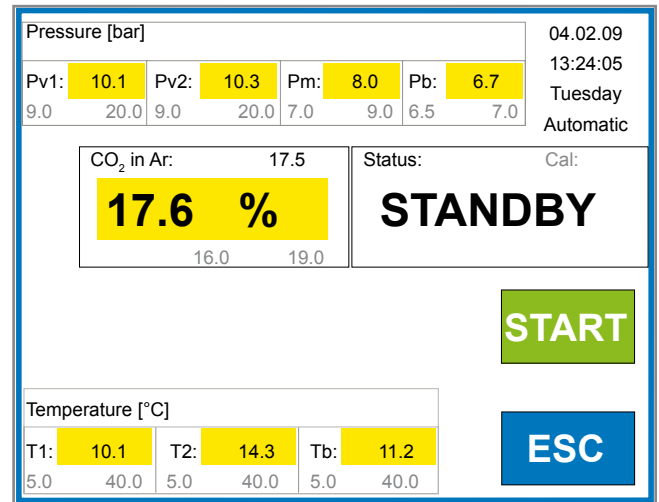 Pressure [bar]
04.02.09
13:24:05
Tuesday
Automatic
Pv1: 10.1 Pv2: 10.3 Pm: 8.0 Pb: 6.7
9.0 20.0 9.0 20.0 7.0 9.0 6.5 7.0
CO₂ in Ar: 17.5
17.6 %
16.0 19.0
Status: Cal:
STANDBY
START
Temperature [°C]
T1: 10.1 T2: 14.3 Tb: 11.2
5.0 40.0 5.0 40.0 5.0 40.0
ESC